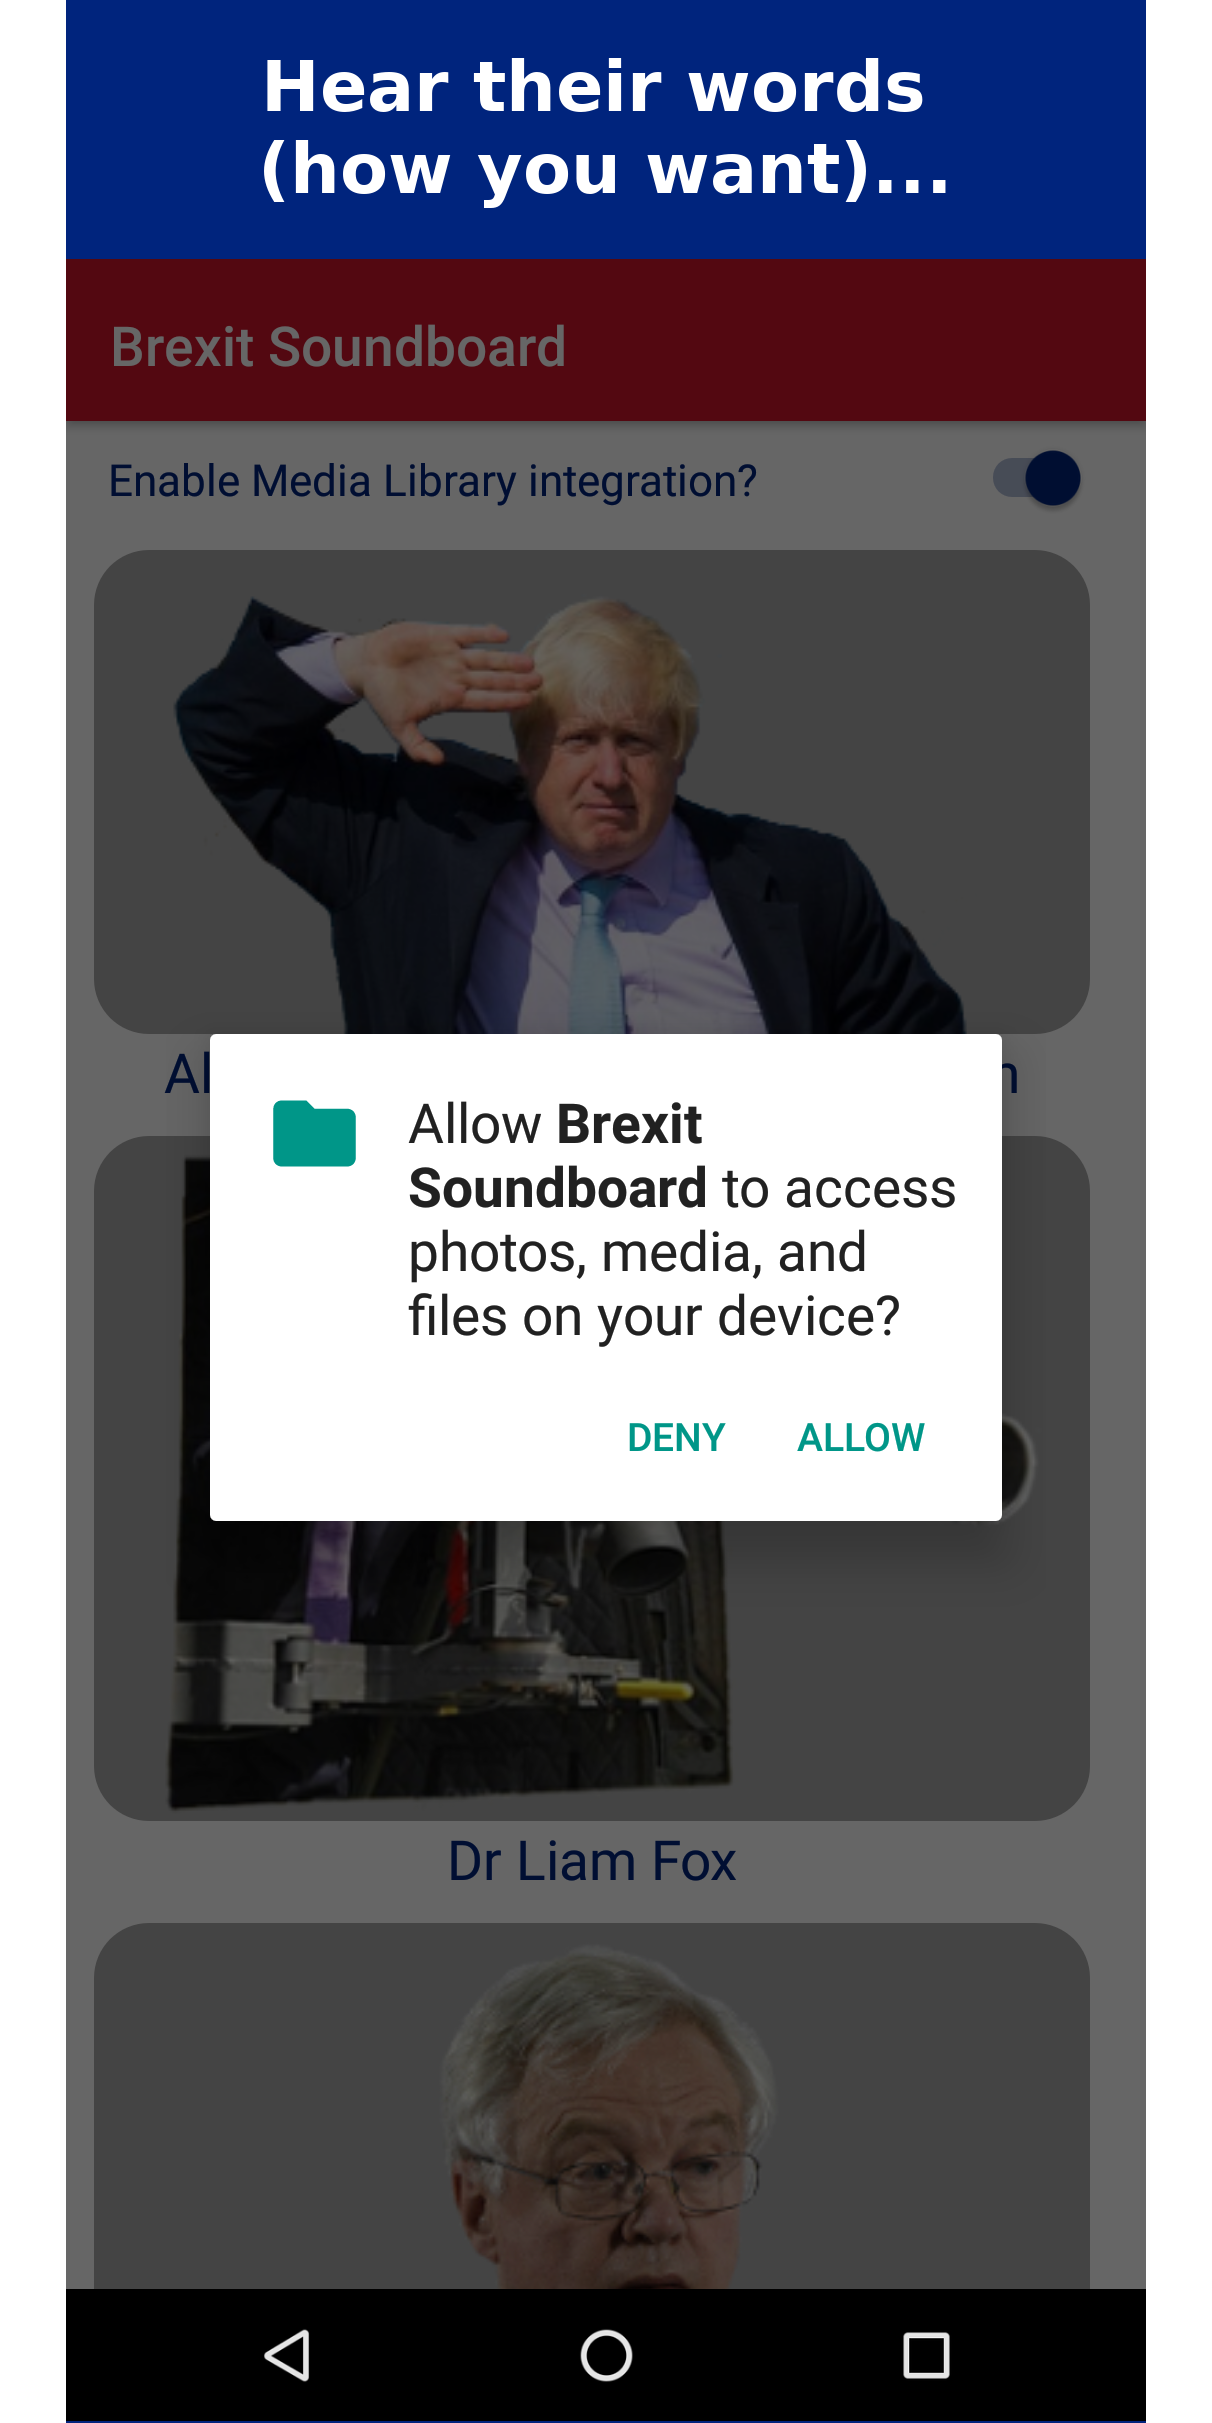 Hear their words
(how you want)...
Brexit Soundboard
Enable Media Library integration?
Allow Brexit
Soundboard to access
photos, media, and
files on your device?
DENY ALLOW
Dr Liam Fox